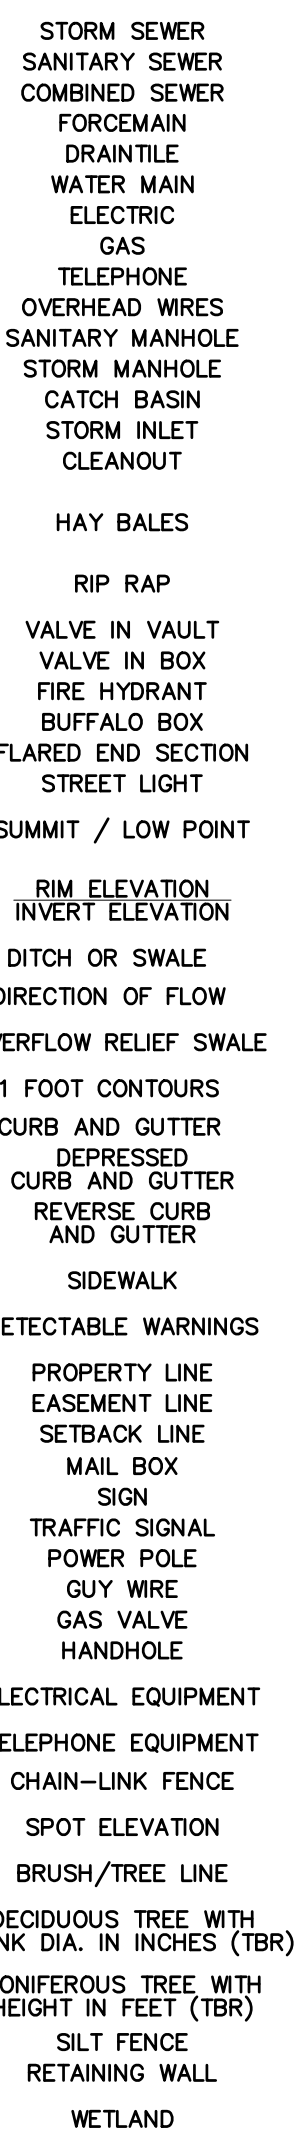 STORM SEWER
SANITARY SEWER
COMBINED SEWER
FORCEMAIN
DRAINTILE
WATER MAIN
ELECTRIC
GAS
TELEPHONE
OVERHEAD WIRES
SANITARY MANHOLE
STORM MANHOLE
CATCH BASIN
STORM INLET
CLEANOUT
HAY BALES
RIP RAP
VALVE IN VAULT
VALVE IN BOX
FIRE HYDRANT
BUFFALO BOX
FLARED END SECTION
STREET LIGHT
SUMMIT / LOW POINT
RIM ELEVATION
INVERT ELEVATION
DITCH OR SWALE
DIRECTION OF FLOW
VERFLOW RELIEF SWALE
1 FOOT CONTOURS
CURB AND GUTTER
DEPRESSED
CURB AND GUTTER
REVERSE CURB
AND GUTTER
SIDEWALK
ETECTABLE WARNINGS
PROPERTY LINE
EASEMENT LINE
SETBACK LINE
MAIL BOX
SIGN
TRAFFIC SIGNAL
POWER POLE
GUY WIRE
GAS VALVE
HANDHOLE
LECTRICAL EQUIPMENT
ELEPHONE EQUIPMENT
CHAIN-LINK FENCE
SPOT ELEVATION
BRUSH/TREE LINE
DECIDUOUS TREE WITH
NK DIA. IN INCHES (TBR)
ONIFEROUS TREE WITH
HEIGHT IN FEET (TBR)
SILT FENCE
RETAINING WALL
WETLAND